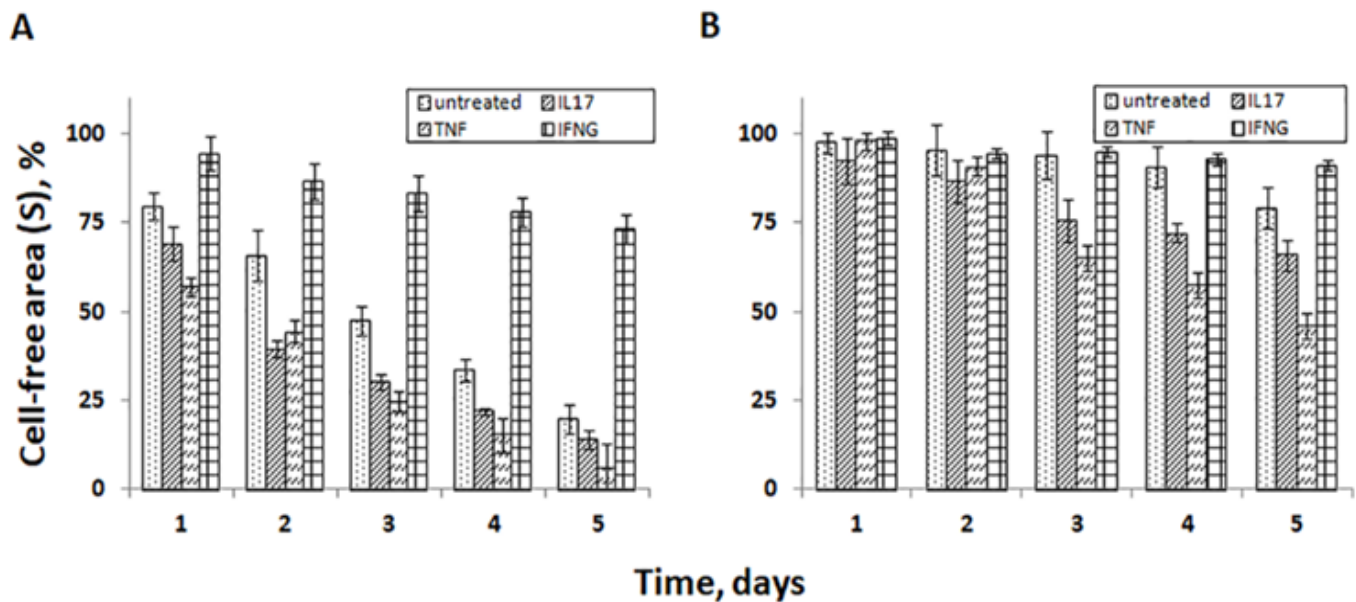 A
untreated IL17
TNF IFNG
100
75
50
25
0
1 2 3 4 5
B
untreated IL17
TNF IFNG
100
75
50
25
0
1 2 3 4 5
Cell-free area (S), %
Time, days